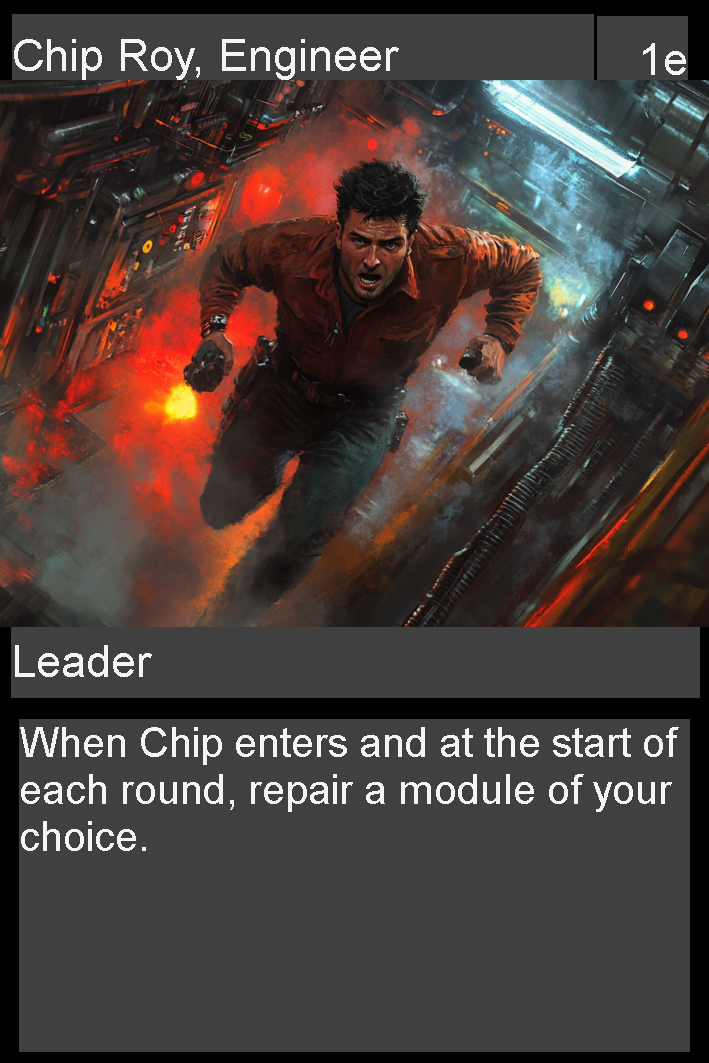 Chip Roy, Engineer
1e
Leader
When Chip enters and at the start of
each round, repair a module of your
choice.